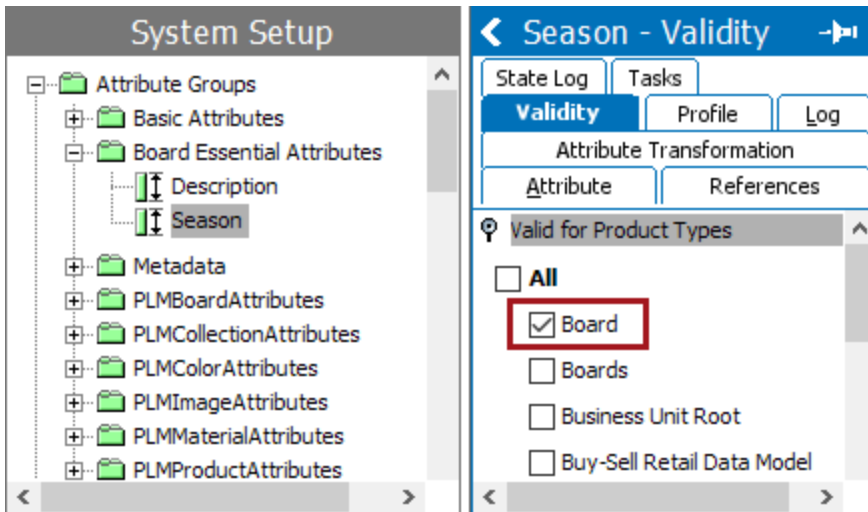 System Setup
Attribute Groups
Basic Attributes
Board Essential Attributes
Description
Season
Metadata
PLMBoardAttributes
PLMCollectionAttributes
PLMColorAttributes
PLMImageAttributes
PLMMaterialAttributes
PLMProductAttributes
Season - Validity
State Log Tasks
Validity Profile Log
Attribute Transformation
Attribute References
Valid for Product Types
All
Board
Boards
Business Unit Root
Buy-Sell Retail Data Model